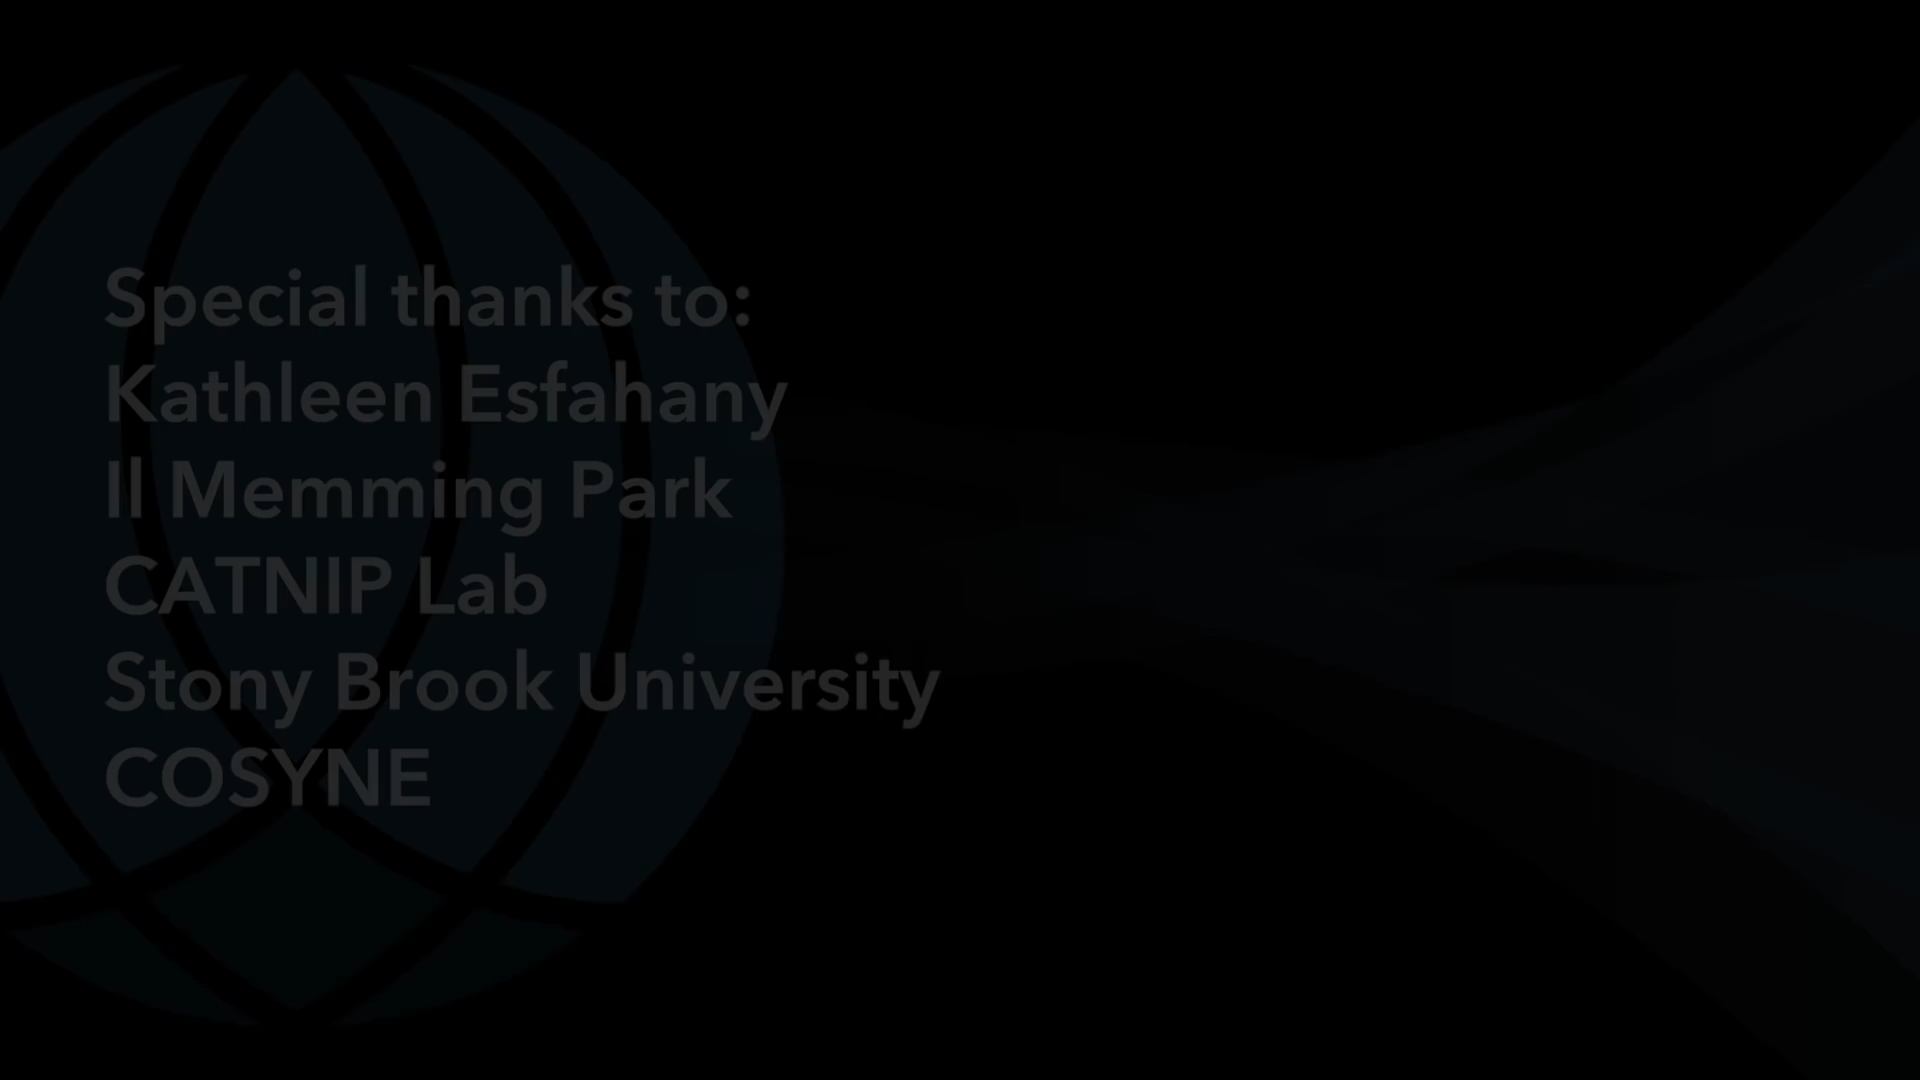 Special thanks to:
Kathleen Esfahany
Il Memming Park
CATNIP Lab
Stony Brook University
COSYNE